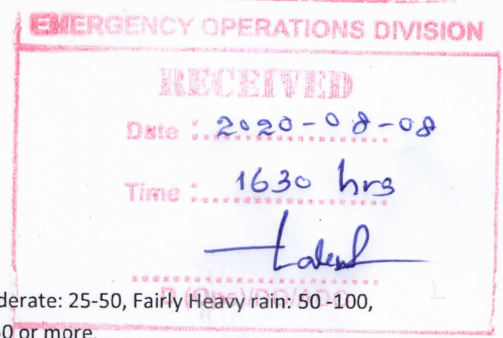 EMERGENCY OPERATIONS DIVISION
RECEIVED
Date : 2020-08-08
Time : 1630 hrs
derate: 25-50, Fairly Heavy rain: 50 -100,
or more